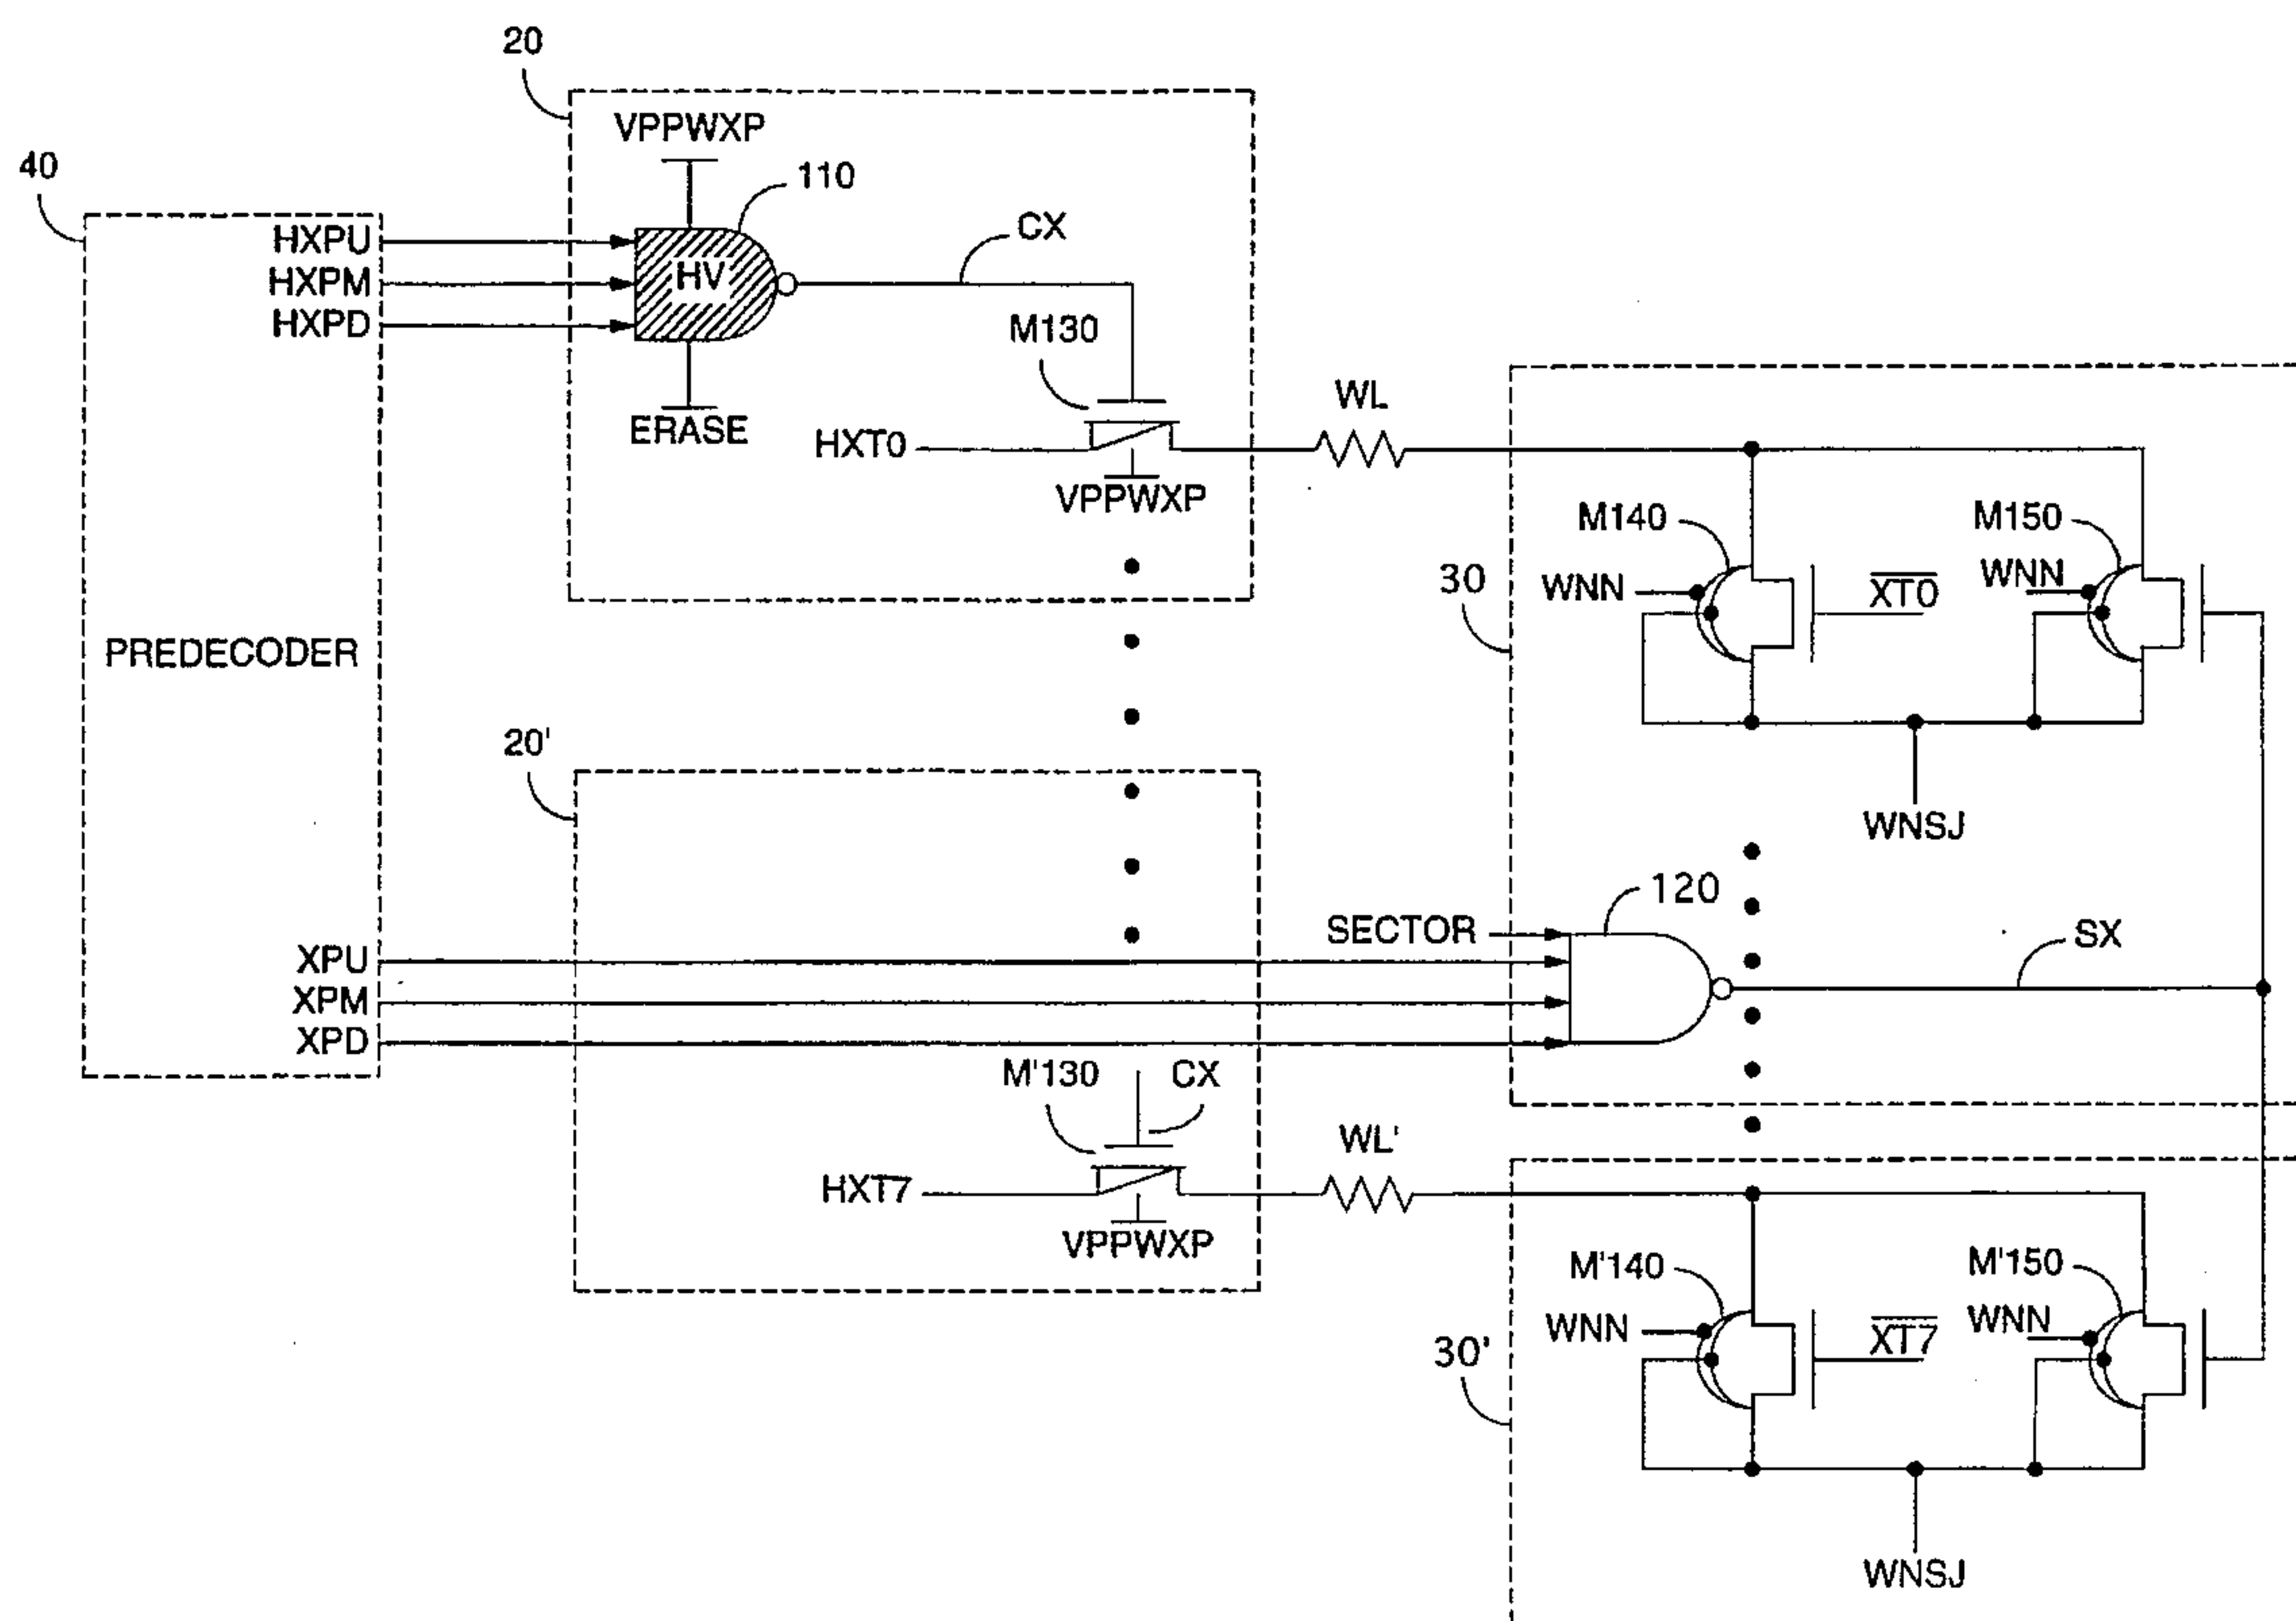 20
VPPWXP
40
110
HXPU
CX
HXPM
HV
HXPD
M130
ERASE
WL
HXT0
VPPWXP
M140
M150
30
WNN
X̅T̅0̅
WNN
PREDECODER
20'
WNSJ
120
SECTOR
SX
XPU
XPM
XPD
M'130
CX
WL'
HXT7
VPPWXP
M'140
M'150
WNN
X̅T̅7̅
WNN
30'
WNSJ